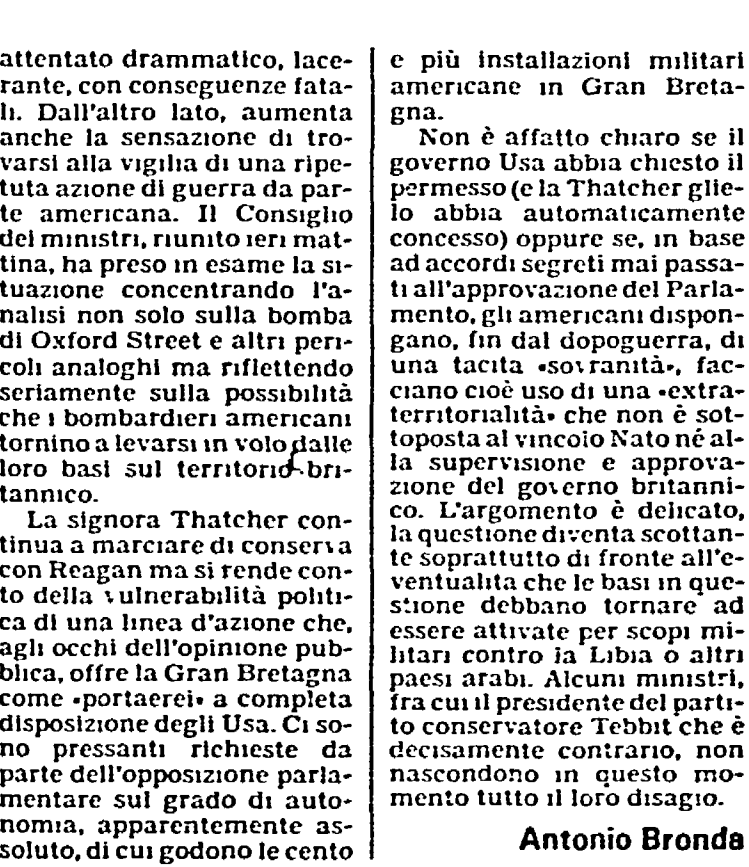 attentato drammatico, lace-
rante, con conseguenze fata-
li. Dall'altro lato, aumenta
anche la sensazione di tro-
varsi alla vigilia di una ripe-
tuta azione di guerra da par-
te americana. Il Consiglio
dei ministri, riunito ieri mat-
tina, ha preso in esame la si-
tuazione concentrando l'a-
nalisi non solo sulla bomba
di Oxford Street e altri peri-
coli analoghi ma riflettendo
seriamente sulla possibilità
che i bombardieri americani
tornino a levarsi in volo dalle
loro basi sul territorio bri-
tannico.
La signora Thatcher con-
tinua a marciare di conserva
con Reagan ma si rende con-
to della vulnerabilità politi-
ca di una linea d'azione che,
agli occhi dell'opinione pub-
blica, offre la Gran Bretagna
come «portaerei» a completa
disposizione degli Usa. Ci so-
no pressanti richieste da
parte dell'opposizione parla-
mentare sul grado di auto-
nomia, apparentemente as-
soluto, di cui godono le cento
e più installazioni militari
americane in Gran Breta-
gna.
Non è affatto chiaro se il
governo Usa abbia chiesto il
permesso (e la Thatcher glie-
lo abbia automaticamente
concesso) oppure se, in base
ad accordi segreti mai passa-
ti all'approvazione del Parla-
mento, gli americani dispon-
gano, fin dal dopoguerra, di
una tacita «sovranità», fac-
ciano cioè uso di una «extra-
territorialità» che non è sot-
toposta al vincolo Nato né al-
la supervisione e approva-
zione del governo britanni-
co. L'argomento è delicato,
la questione diventa scottan-
te soprattutto di fronte all'e-
ventualità che le basi in que-
stione debbano tornare ad
essere attivate per scopi mi-
litari contro la Libia o altri
paesi arabi. Alcuni ministri,
fra cui il presidente del parti-
to conservatore Tebbit che è
decisamente contrario, non
nascondono in questo mo-
mento tutto il loro disagio.
Antonio Bronda